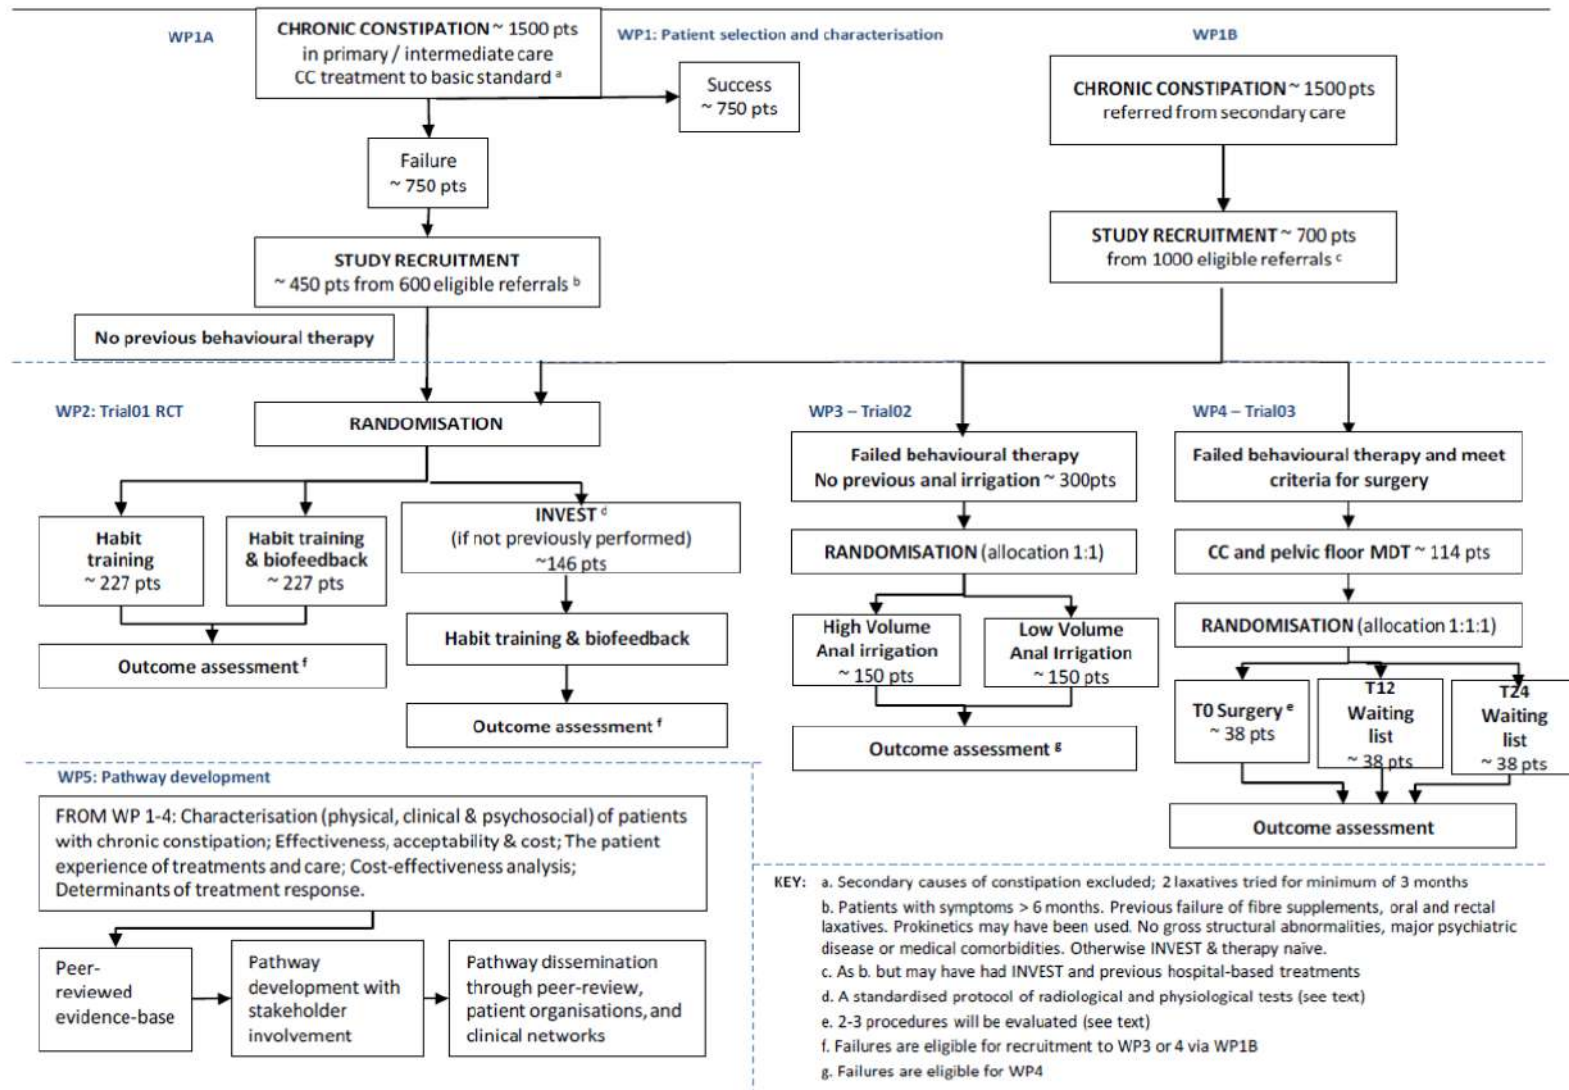 WP1A
CHRONIC CONSTIPATION ~ 1500 pts
in primary / intermediate care
CC treatment to basic standard a
WP1: Patient selection and characterisation
WP1B
Success
~ 750 pts
CHRONIC CONSTIPATION ~ 1500 pts
referred from secondary care
Failure
~ 750 pts
STUDY RECRUITMENT
~ 450 pts from 600 eligible referrals b
STUDY RECRUITMENT ~ 700 pts
from 1000 eligible referrals c
No previous behavioural therapy
WP2: Trial01 RCT
RANDOMISATION
Habit
training
~ 227 pts
Habit training
& biofeedback
~ 227 pts
INVEST d
(if not previously performed)
~146 pts
Outcome assessment f
Habit training & biofeedback
Outcome assessment f
WP3 – Trial02
Failed behavioural therapy
No previous anal irrigation ~ 300pts
RANDOMISATION (allocation 1:1)
High Volume
Anal irrigation
~ 150 pts
Low Volume
Anal Irrigation
~ 150 pts
Outcome assessment g
WP4 – Trial03
Failed behavioural therapy and meet
criteria for surgery
CC and pelvic floor MDT ~ 114 pts
RANDOMISATION (allocation 1:1:1)
T0 Surgery e
~ 38 pts
T12
Waiting
list
~ 38 pts
T24
Waiting
list
~ 38 pts
Outcome assessment
WP5: Pathway development
FROM WP 1-4: Characterisation (physical, clinical & psychosocial) of patients
with chronic constipation; Effectiveness, acceptability & cost; The patient
experience of treatments and care; Cost-effectiveness analysis;
Determinants of treatment response.
Peer-
reviewed
evidence-base
Pathway
development with
stakeholder
involvement
Pathway dissemination
through peer-review,
patient organisations, and
clinical networks
KEY: a. Secondary causes of constipation excluded; 2 laxatives tried for minimum of 3 months
b. Patients with symptoms > 6 months. Previous failure of fibre supplements, oral and rectal
laxatives. Prokinetics may have been used. No gross structural abnormalities, major psychiatric
disease or medical comorbidities. Otherwise INVEST & therapy naïve.
c. As b. but may have had INVEST and previous hospital-based treatments
d. A standardised protocol of radiological and physiological tests (see text)
e. 2-3 procedures will be evaluated (see text)
f. Failures are eligible for recruitment to WP3 or 4 via WP1B
g. Failures are eligible for WP4